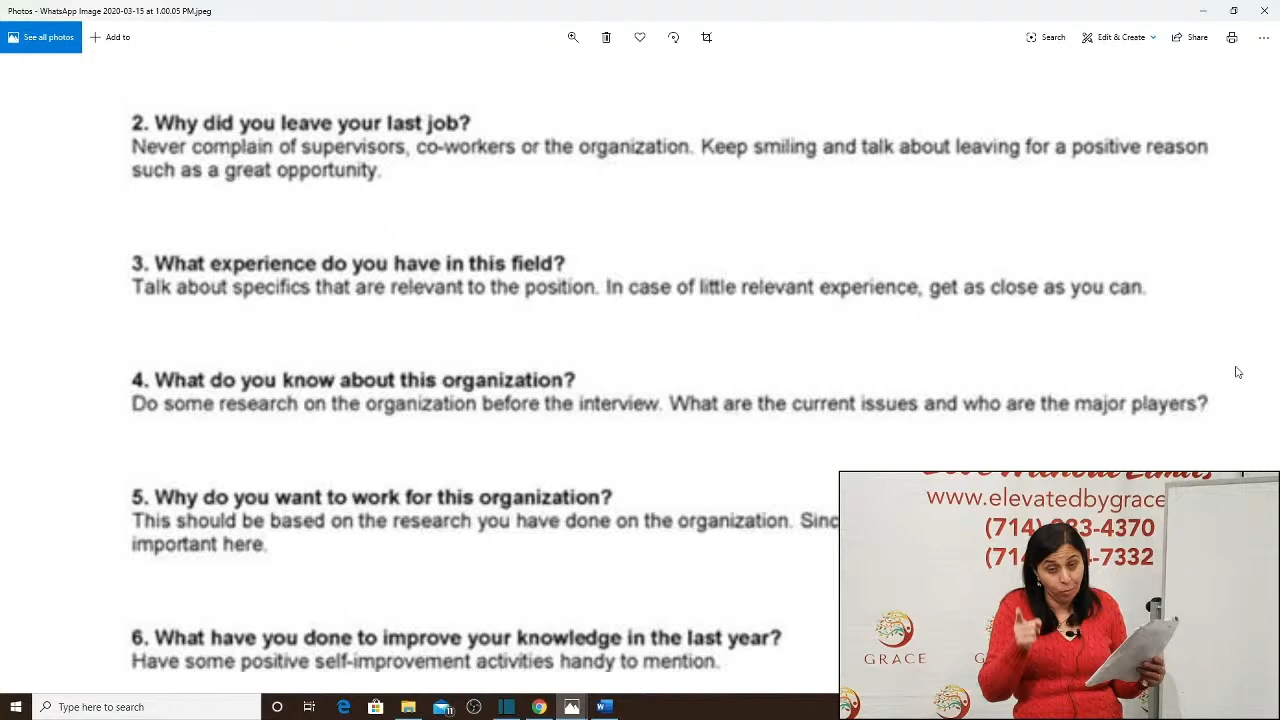 Photos - WhatsApp Image 2020-03-15 at 1.00.05 PM.jpeg
See all photos
Add to
Search
Edit & Create
Share
2. Why did you leave your last job?
Never complain of supervisors, co-workers or the organization. Keep smiling and talk about leaving for a positive reason
such as a great opportunity.
3. What experience do you have in this field?
Talk about specifics that are relevant to the position. In case of little relevant experience, get as close as you can.
4. What do you know about this organization?
Do some research on the organization before the interview. What are the current issues and who are the major players?
5. Why do you want to work for this organization?
This should be based on the research you have done on the organization.
important here.
6. What have you done to improve your knowledge in the last year?
Have some positive self-improvement activities handy to mention.
www.elevatedbygrace
(714) 3-4370
(714 -7332
GRACE
G
Type here to search